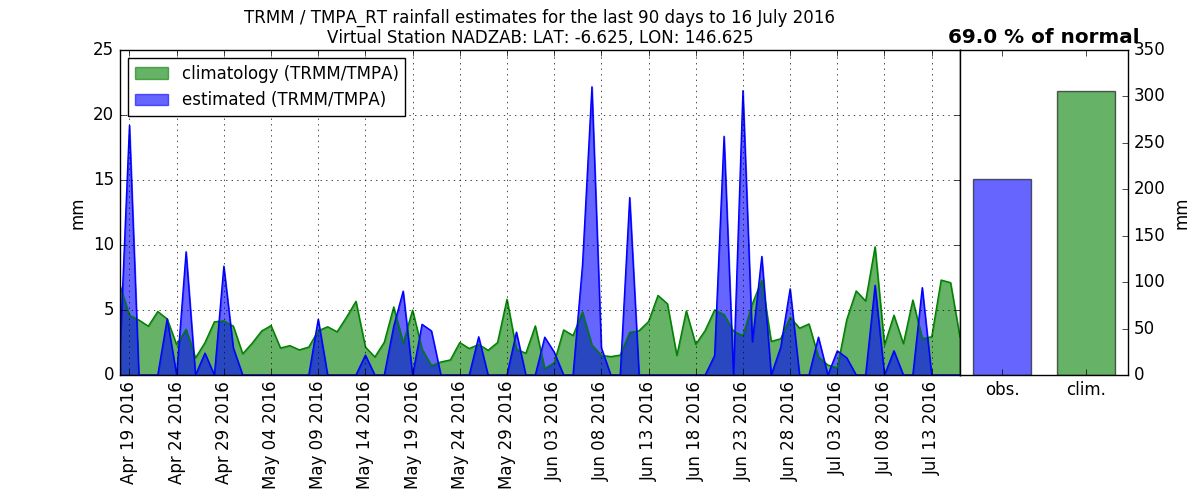 TRMM / TMPA_RT rainfall estimates for the last 90 days to 16 July 2016
Virtual Station NADZAB: LAT: -6.625, LON: 146.625
69.0 % of normal
climatology (TRMM/TMPA)
estimated (TRMM/TMPA)
25
20
15
10
5
0
mm
Apr 19 2016
Apr 24 2016
Apr 29 2016
May 04 2016
May 09 2016
May 14 2016
May 19 2016
May 24 2016
May 29 2016
Jun 03 2016
Jun 08 2016
Jun 13 2016
Jun 18 2016
Jun 23 2016
Jun 28 2016
Jul 03 2016
Jul 08 2016
Jul 13 2016
obs.
clim.
350
300
250
200
150
100
50
0
mm